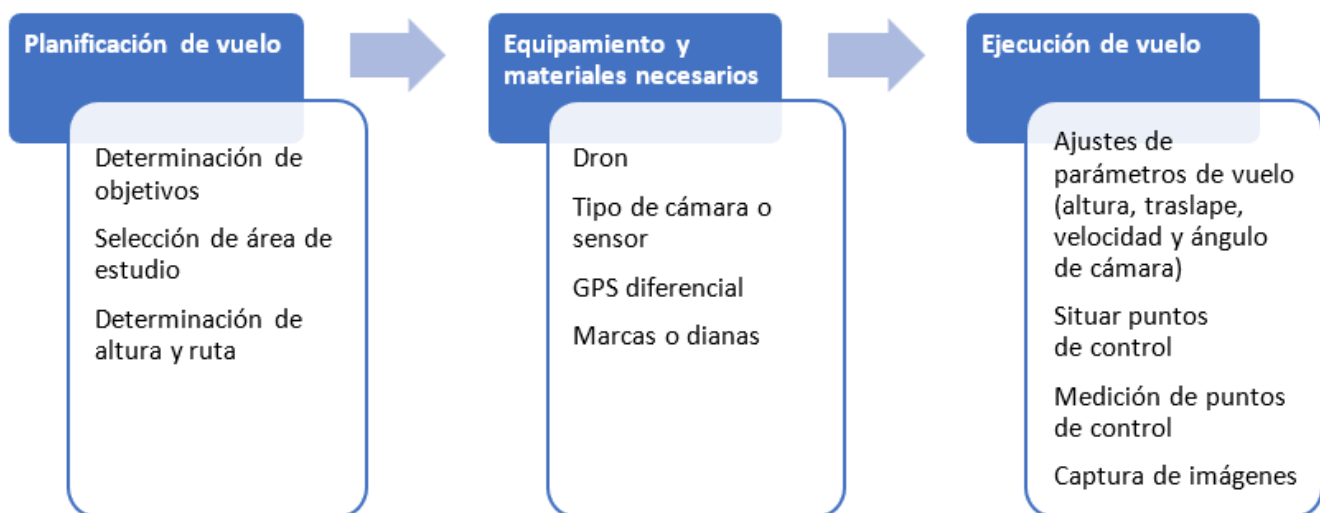 Planificación de vuelo
Determinación de
objetivos
Selección de área de
estudio
Determinación de
altura y ruta
Equipamiento y
materiales necesarios
Dron
Tipo de cámara o
sensor
GPS diferencial
Marcas o dianas
Ejecución de vuelo
Ajustes de
parámetros de vuelo
(altura, traslape,
velocidad y ángulo
de cámara)
Situar puntos
de control
Medición de puntos
de control
Captura de imágenes